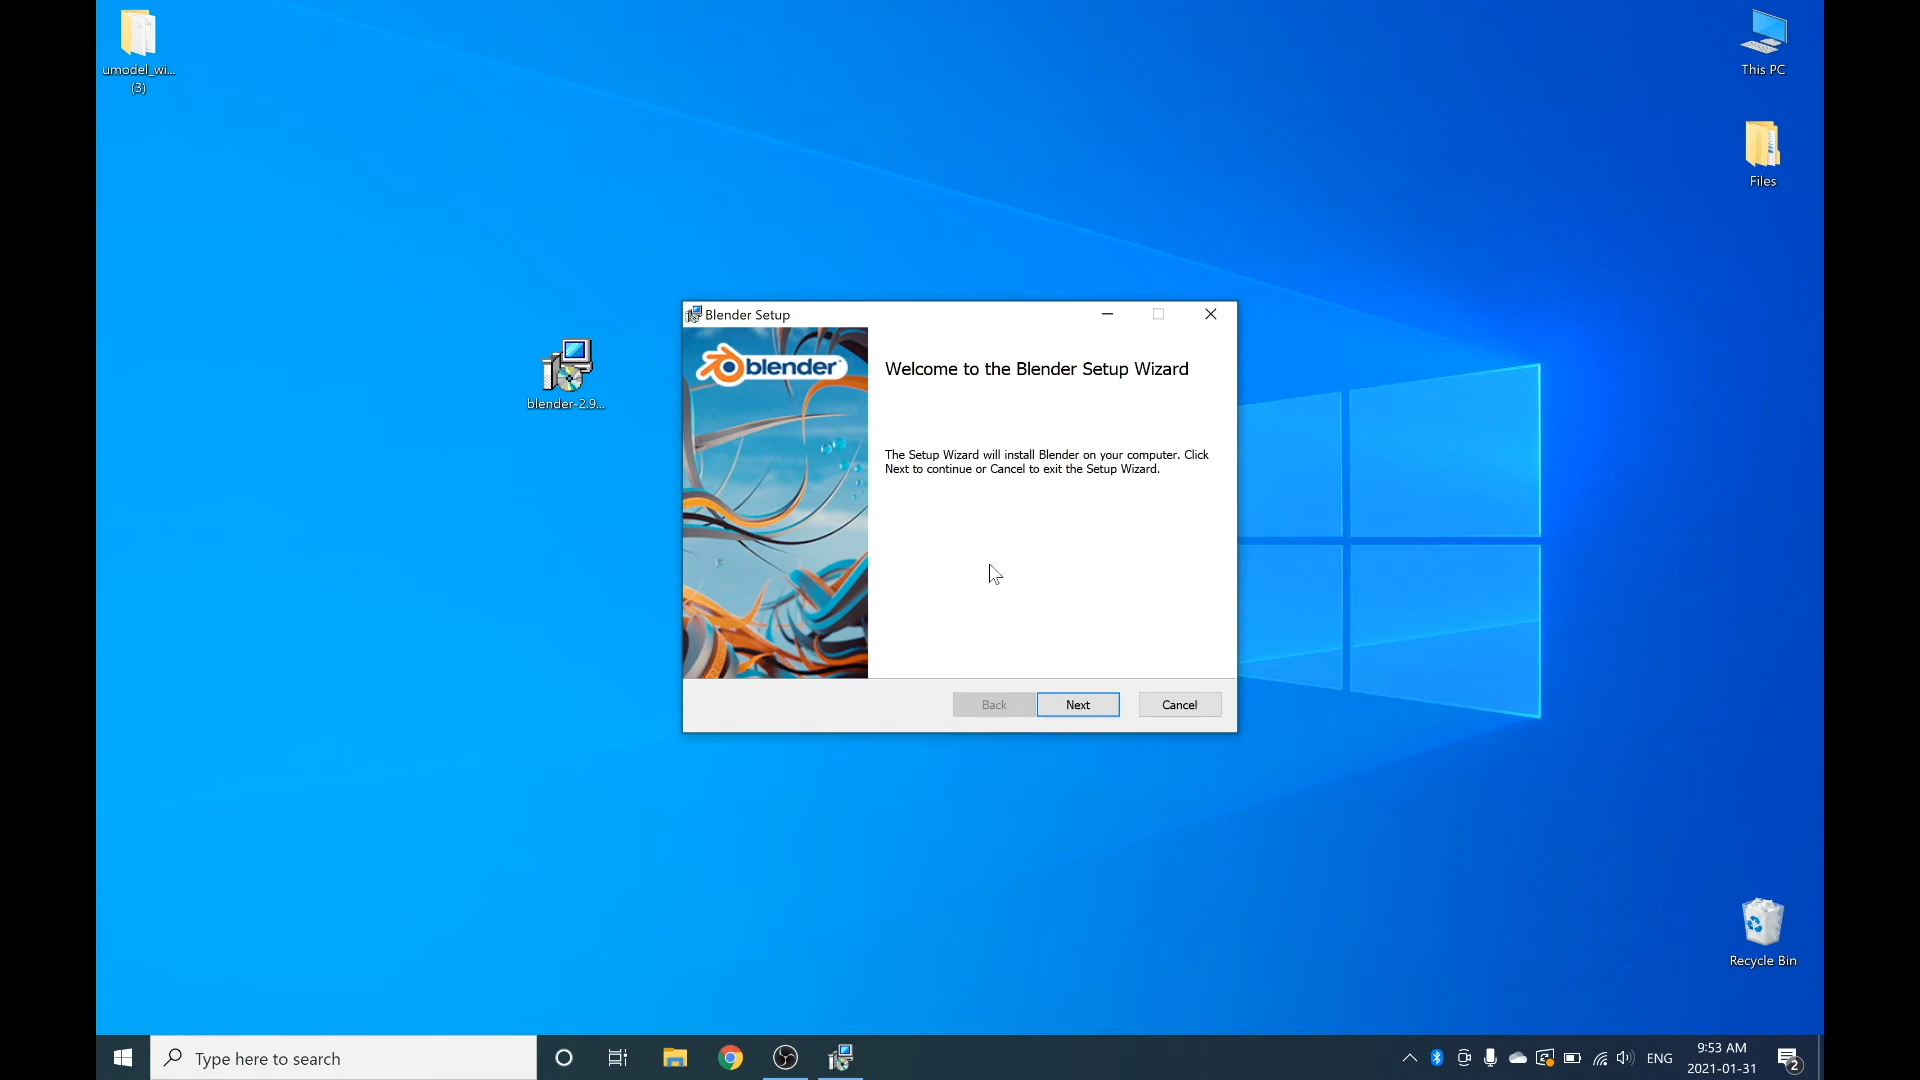 umodel_wi...
(3)
This PC
Files
blender-2.9...
Blender Setup
blender
Welcome to the Blender Setup Wizard
The Setup Wizard will install Blender on your computer. Click
Next to continue or Cancel to exit the Setup Wizard.
Back
Next
Cancel
Recycle Bin
Type here to search
ENG
9:53 AM
2021-01-31
2